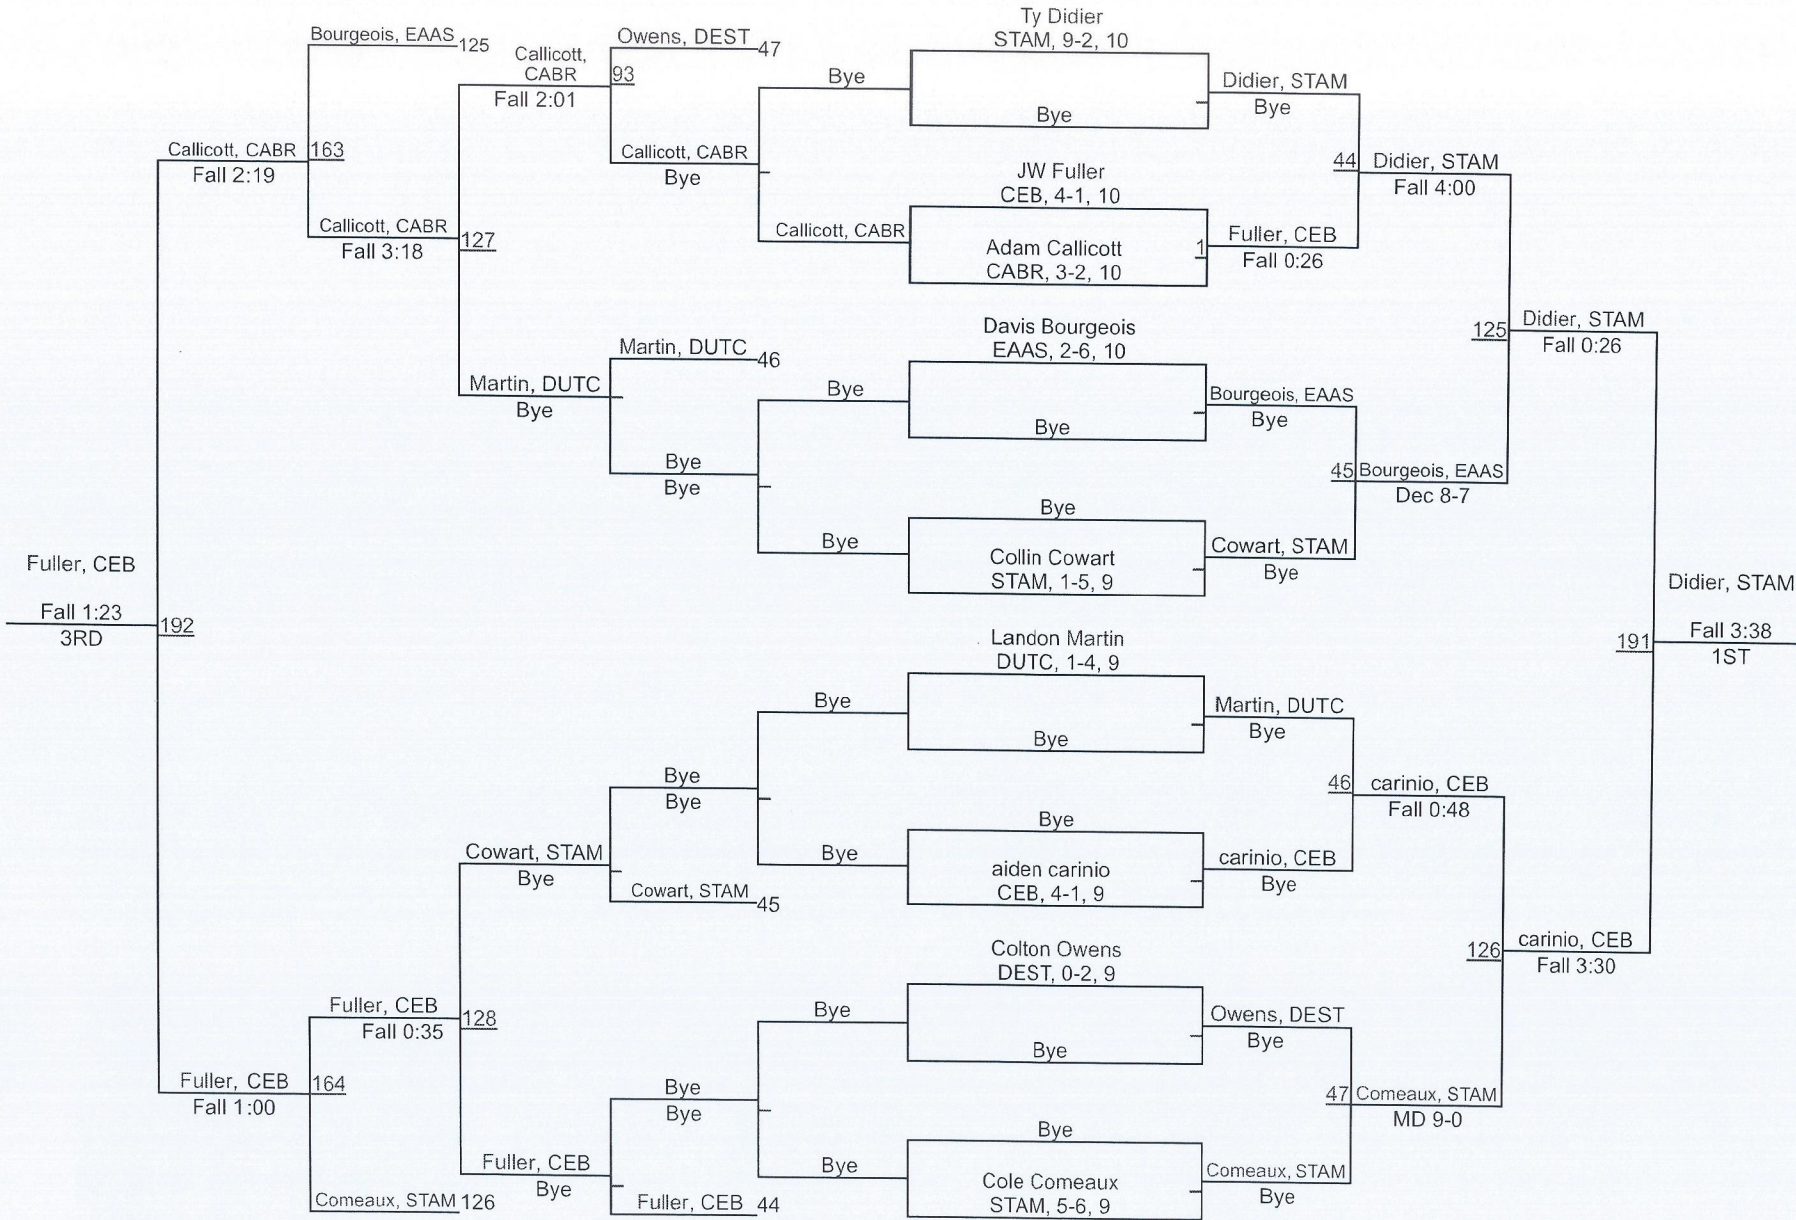 Ty Didier
STAM, 9-2, 10
Bye
JW Fuller
CEB, 4-1, 10
Adam Callicott
CABR, 3-2, 10
1
Davis Bourgeois
EAAS, 2-6, 10
Bye
Bye
Collin Cowart
STAM, 1-5, 9
Landon Martin
DUTC, 1-4, 9
Bye
Bye
aiden carinio
CEB, 4-1, 9
Colton Owens
DEST, 0-2, 9
Bye
Bye
Cole Comeaux
STAM, 5-6, 9
Didier, STAM
Bye
Fuller, CEB
Fall 0:26
Bourgeois, EAAS
Bye
Cowart, STAM
Bye
Martin, DUTC
Bye
carinio, CEB
Bye
Owens, DEST
Bye
Comeaux, STAM
Bye
44
Didier, STAM
Fall 4:00
45
Bourgeois, EAAS
Dec 8-7
46
carinio, CEB
Fall 0:48
47
Comeaux, STAM
MD 9-0
125
Didier, STAM
Fall 0:26
126
carinio, CEB
Fall 3:30
191
Didier, STAM
Fall 3:38
1ST
Bye
Callicott, CABR
Bye
Bye
Bye
Bye
Bye
Bye
Owens, DEST
47
Callicott, CABR
Bye
Martin, DUTC
46
Bye
Bye
Bye
Bye
Cowart, STAM
45
Bye
Bye
Fuller, CEB
44
Callicott,
CABR
93
Fall 2:01
Martin, DUTC
Bye
Cowart, STAM
Bye
Fuller, CEB
Bye
Bourgeois, EAAS
125
Callicott, CABR
127
Fall 3:18
Fuller, CEB
128
Fall 0:35
Comeaux, STAM
126
Callicott, CABR
163
Fall 2:19
Fuller, CEB
164
Fall 1:00
Fuller, CEB
Fall 1:23
192
3RD